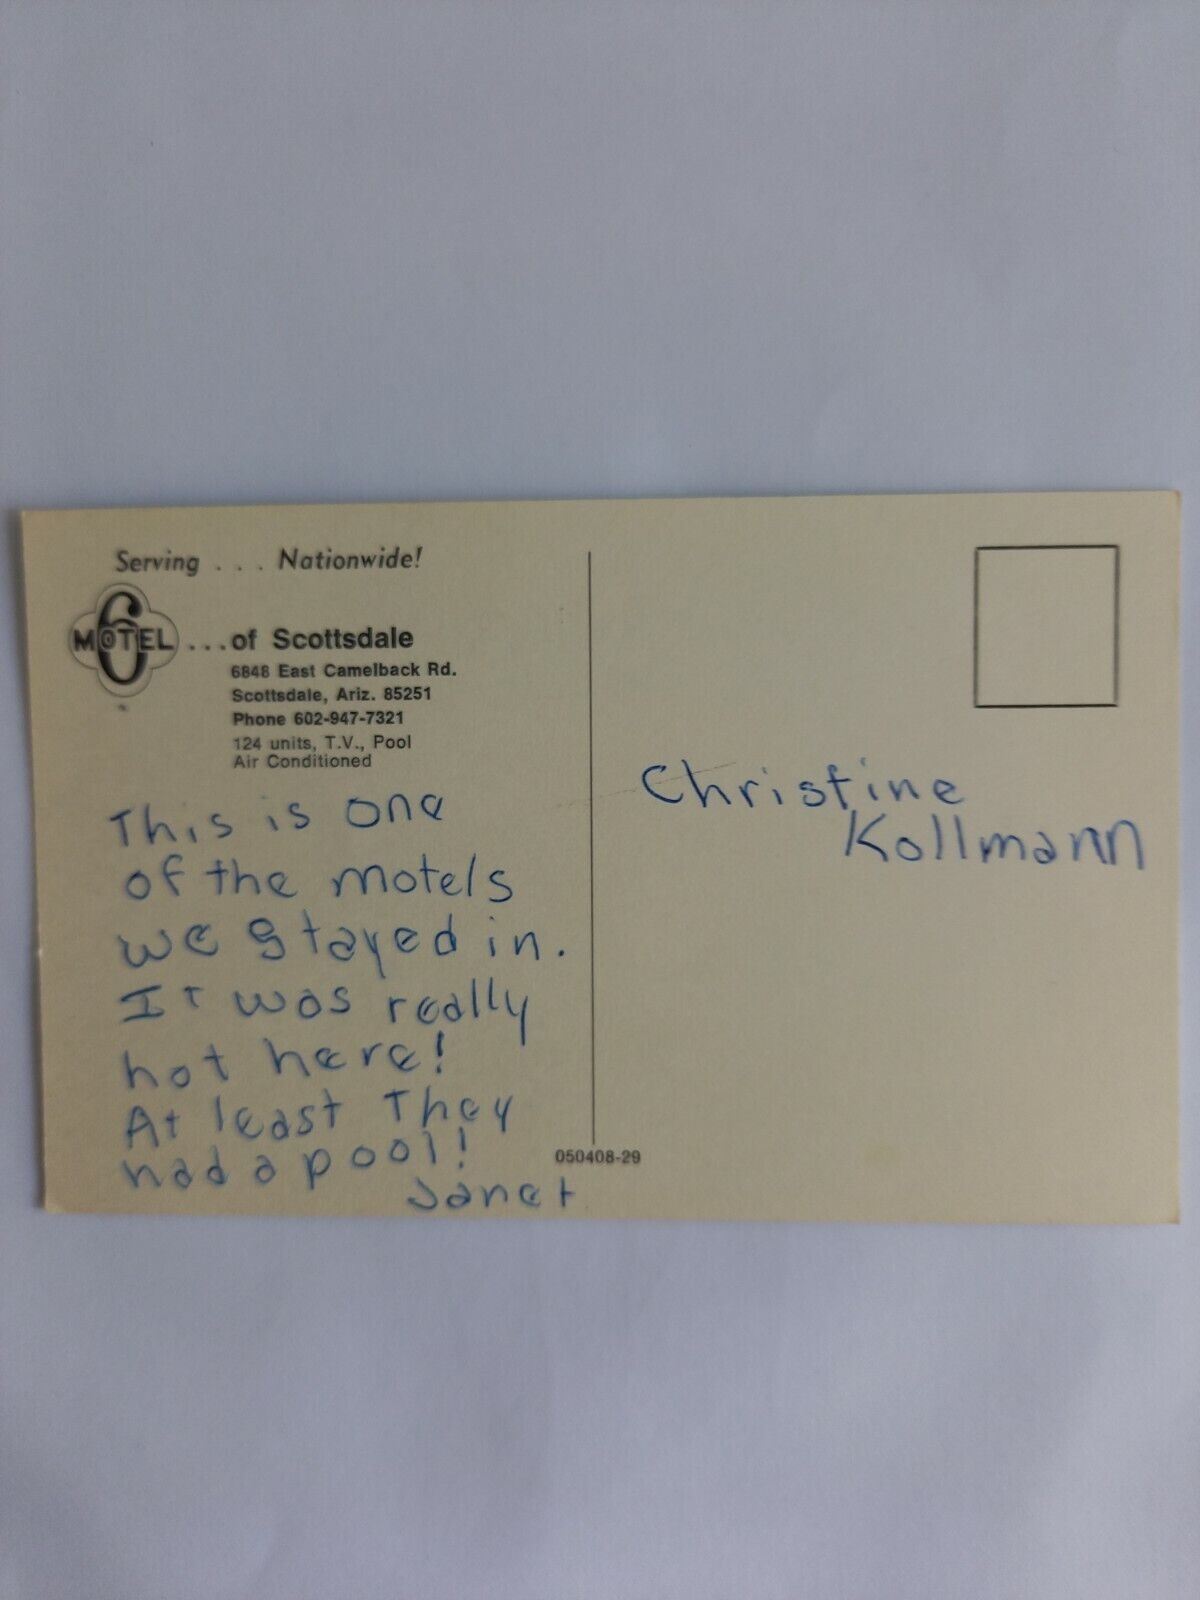 Serving . . . Nationwide!
MOTEL 6 ...of Scottsdale
6848 East Camelback Rd.
Scottsdale, Ariz. 85251
Phone 602-947-7321
124 units, T.V., Pool
Air Conditioned
This is one
of the motels
we stayed in.
It was really
hot here!
At least They
had a pool!
Janet
050408-29
Christine
Kollmann